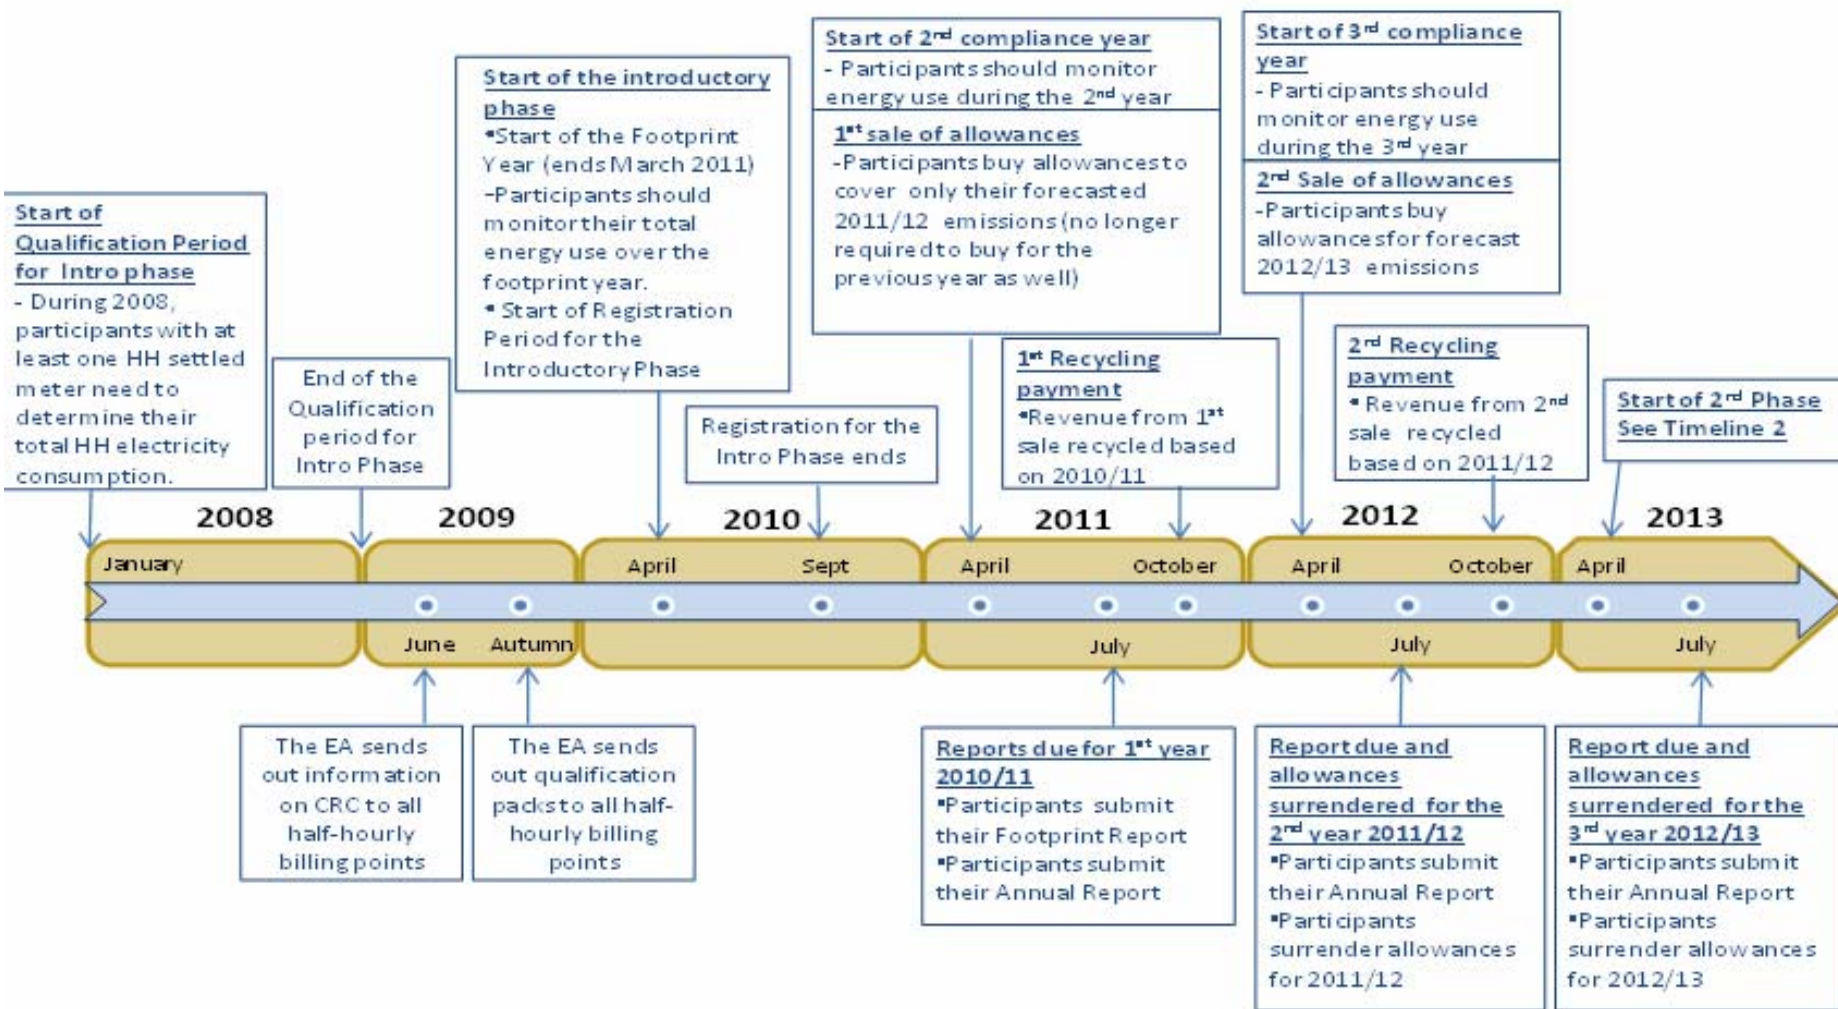 Start of
Qualification Period
for Intro phase
- During 2008,
participants with at
least one HH settled
meter need to
determine their
total HH electricity
consumption.
End of the
Qualification
period for
Intro Phase
Start of the introductory
phase
▪Start of the Footprint
Year (ends March 2011)
-Participants should
monitor their total
energy use over the
footprint year.
▪ Start of Registration
Period for the
Introductory Phase
Registration for the
Intro Phase ends
Start of 2nd compliance year
- Participants should monitor
energy use during the 2nd year
1st sale of allowances
-Participants buy allowances to
cover only their forecasted
2011/12 emissions (no longer
required to buy for the
previous year as well)
1st Recycling
payment
▪Revenue from 1st
sale recycled based
on 2010/11
Start of 3rd compliance
year
- Participants should
monitor energy use
during the 3rd year
2nd Sale of allowances
-Participants buy
allowances for forecast
2012/13 emissions
2nd Recycling
payment
▪ Revenue from 2nd
sale recycled
based on 2011/12
Start of 2nd Phase
See Timeline 2
2008 2009 2010 2011 2012 2013
January April Sept April October April October April
June Autumn July July July
The EA sends
out information
on CRC to all
half-hourly
billing points
The EA sends
out qualification
packs to all half-
hourly billing
points
Reports due for 1st year
2010/11
▪Participants submit
their Footprint Report
▪Participants submit
their Annual Report
Report due and
allowances
surrendered for the
2nd year 2011/12
▪Participants submit
their Annual Report
▪Participants
surrender allowances
for 2011/12
Report due and
allowances
surrendered for the
3rd year 2012/13
▪Participants submit
their Annual Report
▪Participants
surrender allowances
for 2012/13